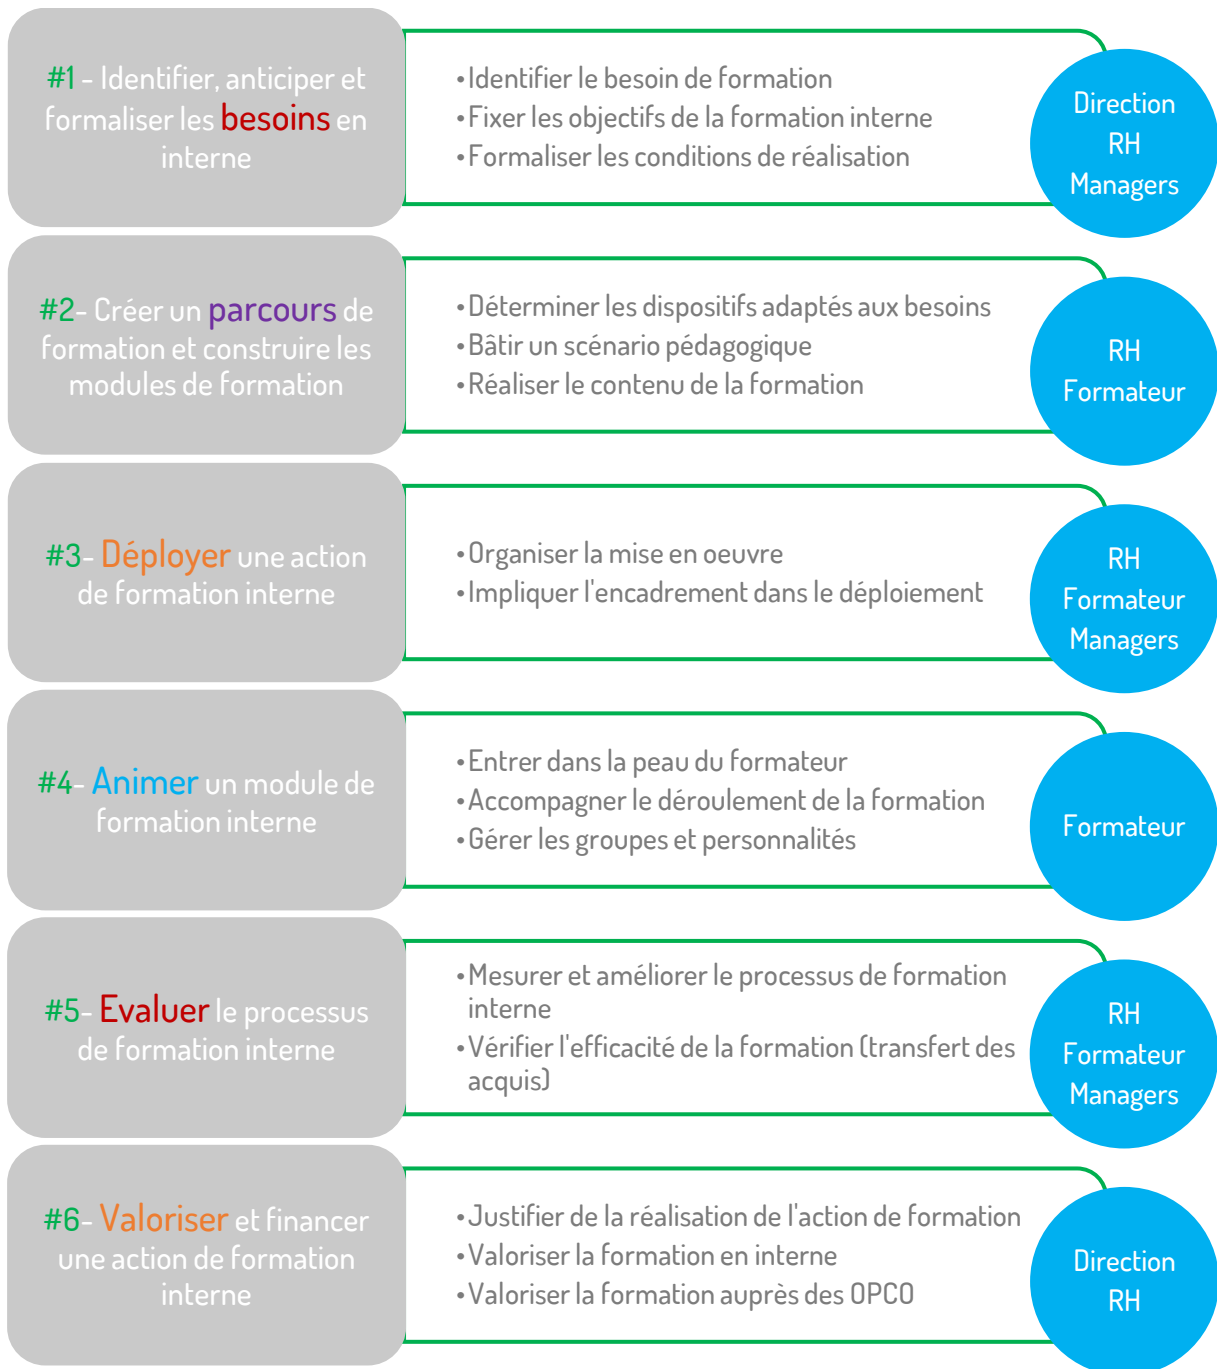 #1 - Identifier, anticiper et
formaliser les besoins en
interne
•Identifier le besoin de formation
•Fixer les objectifs de la formation interne
•Formaliser les conditions de réalisation
Direction
RH
Managers
#2- Créer un parcours de
formation et construire les
modules de formation
•Déterminer les dispositifs adaptés aux besoins
•Bâtir un scénario pédagogique
•Réaliser le contenu de la formation
RH
Formateur
#3- Déployer une action
de formation interne
•Organiser la mise en oeuvre
•Impliquer l'encadrement dans le déploiement
RH
Formateur
Managers
#4- Animer un module de
formation interne
•Entrer dans la peau du formateur
•Accompagner le déroulement de la formation
•Gérer les groupes et personnalités
Formateur
#5- Evaluer le processus
de formation interne
•Mesurer et améliorer le processus de formation
interne
•Vérifier l'efficacité de la formation (transfert des
acquis)
RH
Formateur
Managers
#6- Valoriser et financer
une action de formation
interne
•Justifier de la réalisation de l'action de formation
•Valoriser la formation en interne
•Valoriser la formation auprès des OPCO
Direction
RH